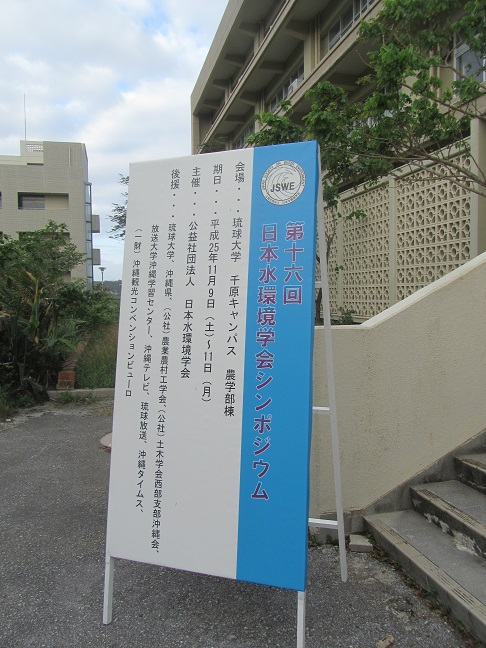 JSWE
第十六回
日本水環境学会シンポジウム
会場・・・琉球大学 千原キャンパス 農学部棟
期日・・・平成25年11月9日（土）〜11日（月）
主催・・・公益社団法人 日本水環境学会
後援・・・琉球大学、沖縄県、（公社）農業農村工学会（公社）土木学会西部支部沖縄会、
放送大学沖縄学習センター、沖縄テレビ、琉球放送、沖縄タイムス、
（一財）沖縄観光コンベンションビューロ